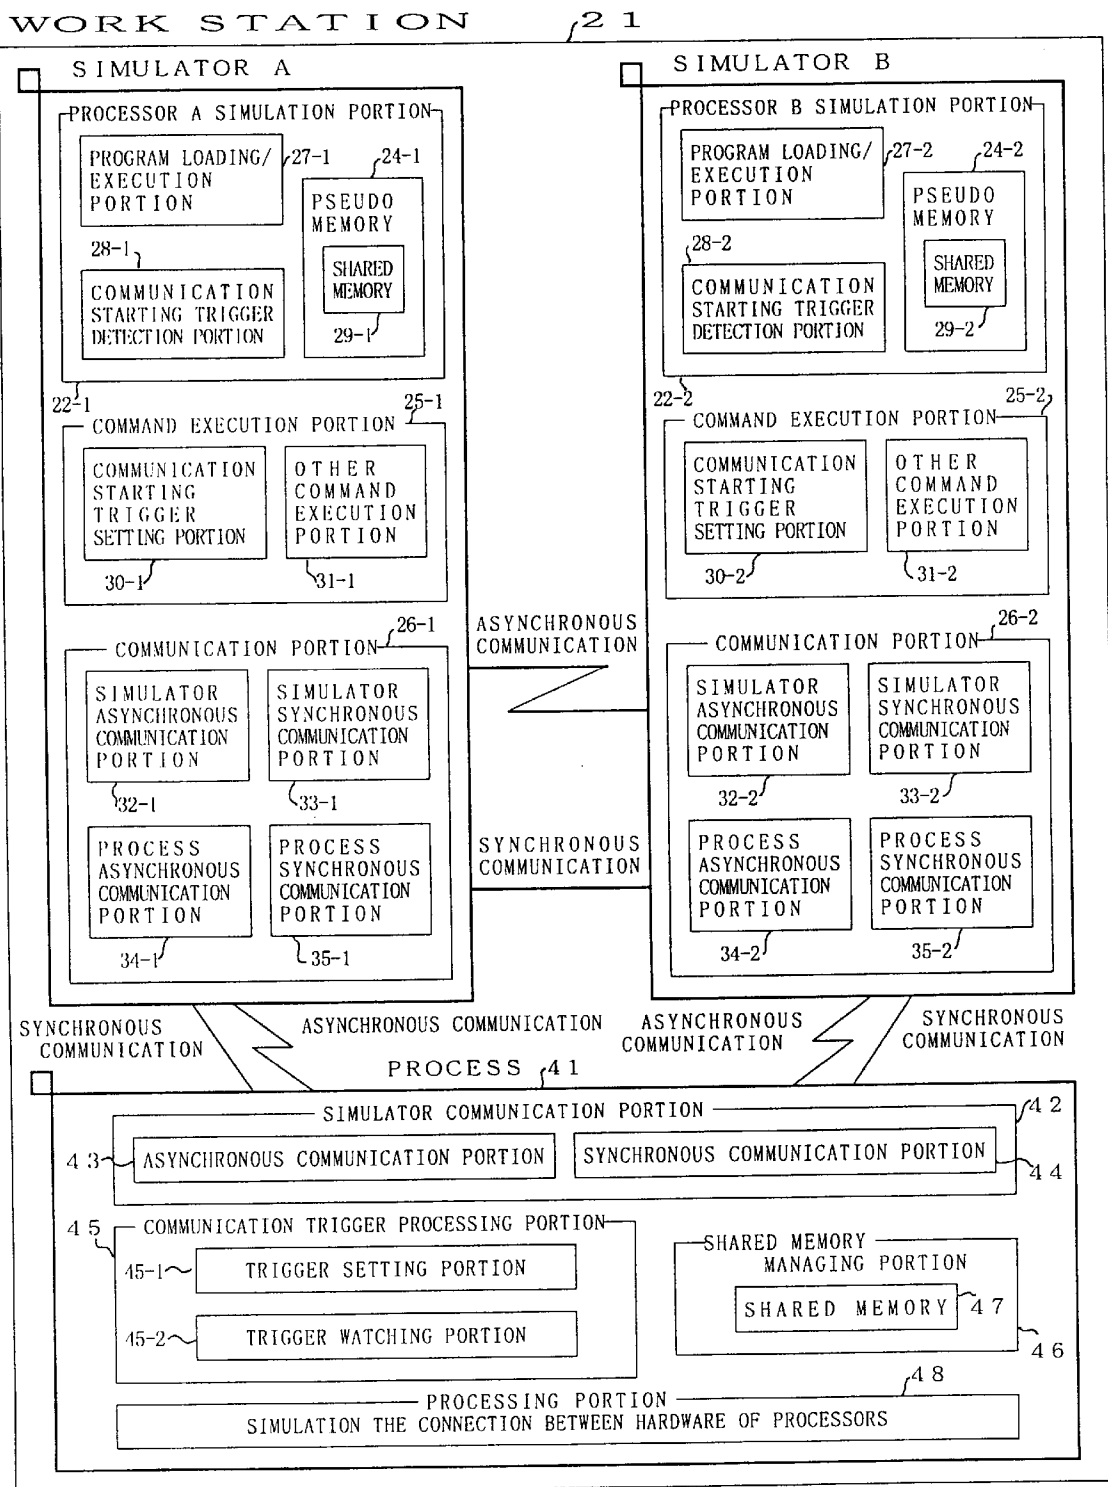 WORK STATION 21
SIMULATOR A
PROCESSOR A SIMULATION PORTION
PROGRAM LOADING/
EXECUTION
PORTION
27-1
24-1
PSEUDO
MEMORY
SHARED
MEMORY
29-1
28-1
COMMUNICATION
STARTING TRIGGER
DETECTION PORTION
22-1
25-1
COMMAND EXECUTION PORTION
COMMUNICATION
STARTING
TRIGGER
SETTING PORTION
30-1
OTHER
COMMAND
EXECUTION
PORTION
31-1
26-1
COMMUNICATION PORTION
SIMULATOR
ASYNCHRONOUS
COMMUNICATION
PORTION
32-1
SIMULATOR
SYNCHRONOUS
COMMUNICATION
PORTION
33-1
PROCESS
ASYNCHRONOUS
COMMUNICATION
PORTION
34-1
PROCESS
SYNCHRONOUS
COMMUNICATION
PORTION
35-1
ASYNCHRONOUS
COMMUNICATION
SYNCHRONOUS
COMMUNICATION
SIMULATOR B
PROCESSOR B SIMULATION PORTION
PROGRAM LOADING/
EXECUTION
PORTION
27-2
24-2
PSEUDO
MEMORY
SHARED
MEMORY
29-2
28-2
COMMUNICATION
STARTING TRIGGER
DETECTION PORTION
22-2
25-2
COMMAND EXECUTION PORTION
COMMUNICATION
STARTING
TRIGGER
SETTING PORTION
30-2
OTHER
COMMAND
EXECUTION
PORTION
31-2
26-2
COMMUNICATION PORTION
SIMULATOR
ASYNCHRONOUS
COMMUNICATION
PORTION
32-2
SIMULATOR
SYNCHRONOUS
COMMUNICATION
PORTION
33-2
PROCESS
ASYNCHRONOUS
COMMUNICATION
PORTION
34-2
PROCESS
SYNCHRONOUS
COMMUNICATION
PORTION
35-2
SYNCHRONOUS
COMMUNICATION
ASYNCHRONOUS COMMUNICATION
ASYNCHRONOUS
COMMUNICATION
SYNCHRONOUS
COMMUNICATION
PROCESS 41
SIMULATOR COMMUNICATION PORTION
42
43
ASYNCHRONOUS COMMUNICATION PORTION
SYNCHRONOUS COMMUNICATION PORTION
44
45
COMMUNICATION TRIGGER PROCESSING PORTION
45-1
TRIGGER SETTING PORTION
45-2
TRIGGER WATCHING PORTION
SHARED MEMORY
MANAGING PORTION
SHARED MEMORY
47
46
48
PROCESSING PORTION
SIMULATION THE CONNECTION BETWEEN HARDWARE OF PROCESSORS